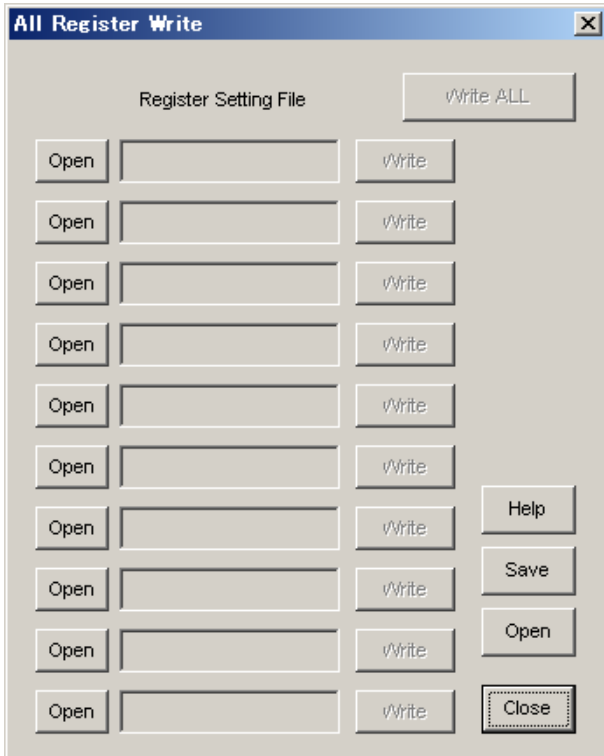 All Register Write
Register Setting File
Write ALL
Open Write
Open Write
Open Write
Open Write
Open Write
Open Write
Open Write
Help
Open Write
Save
Open Write
Open
Open Write
Close